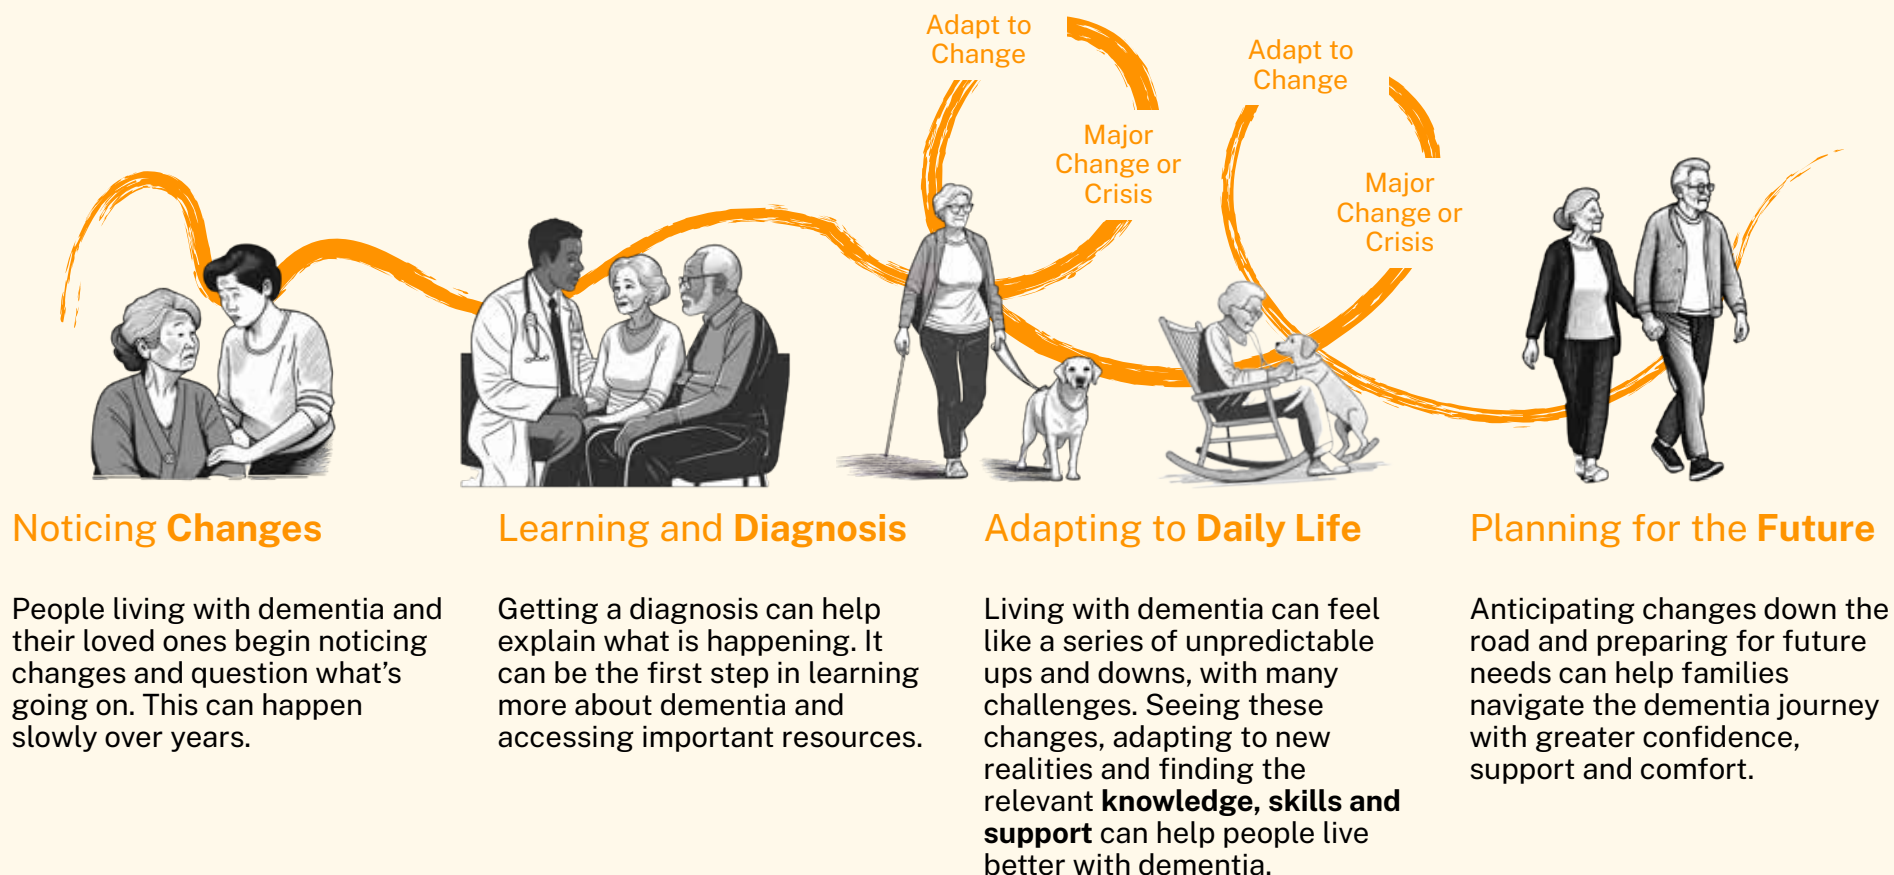 Adapt to
Change
Major
Change or
Crisis
Adapt to
Change
Major
Change or
Crisis
Noticing Changes
People living with dementia and
their loved ones begin noticing
changes and question what's
going on. This can happen
slowly over years.
Learning and Diagnosis
Getting a diagnosis can help
explain what is happening. It
can be the first step in learning
more about dementia and
accessing important resources.
Adapting to Daily Life
Living with dementia can feel
like a series of unpredictable
ups and downs, with many
challenges. Seeing these
changes, adapting to new
realities and finding the
relevant knowledge, skills and
support can help people live
better with dementia.
Planning for the Future
Anticipating changes down the
road and preparing for future
needs can help families
navigate the dementia journey
with greater confidence,
support and comfort.